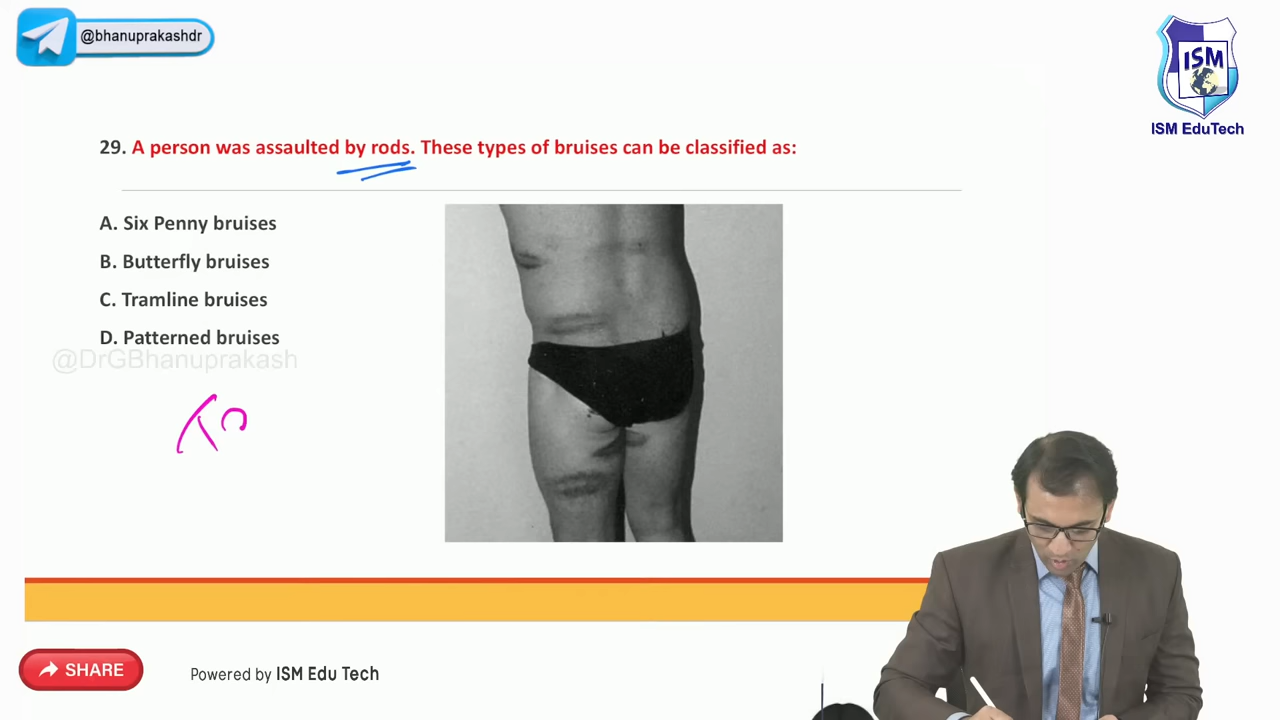 @bhanuprakashdr
ISM
ISM EduTech
29. A person was assaulted by rods. These types of bruises can be classified as:
A. Six Penny bruises
B. Butterfly bruises
C. Tramline bruises
D. Patterned bruises
@DrGBhanuprakash
SHARE
Powered by ISM Edu Tech